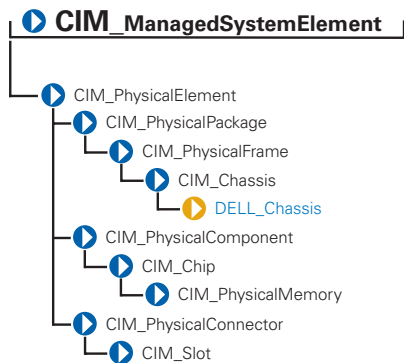 CIM_ManagedSystemElement
CIM_PhysicalElement
CIM_PhysicalPackage
CIM_PhysicalFrame
CIM_Chassis
DELL_Chassis
CIM_PhysicalComponent
CIM_Chip
CIM_PhysicalMemory
CIM_PhysicalConnector
CIM_Slot